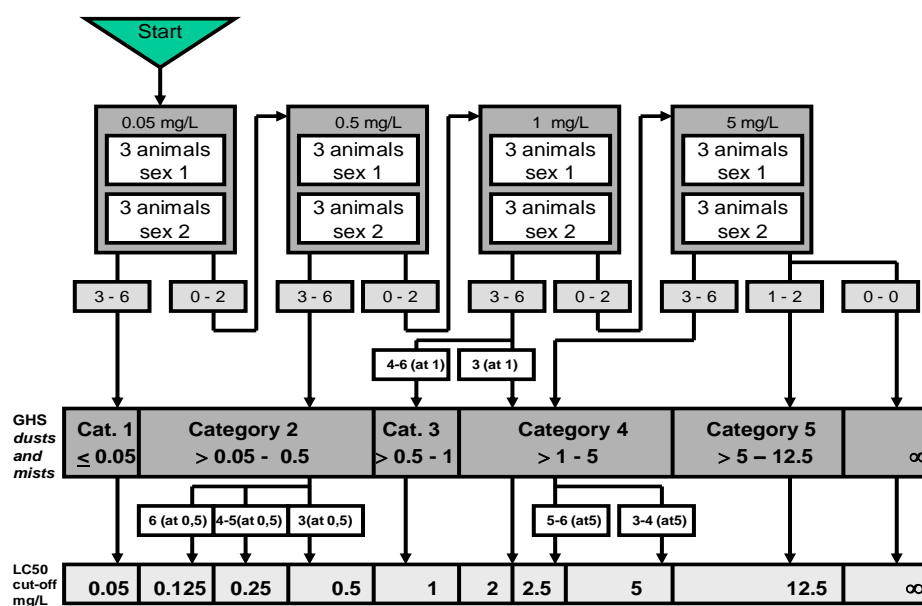 Start
0.05 mg/L
0.5 mg/L
1 mg/L
5 mg/L
3 animals
sex 1
3 animals
sex 1
3 animals
sex 1
3 animals
sex 1
3 animals
sex 2
3 animals
sex 2
3 animals
sex 2
3 animals
sex 2
3 - 6
0 - 2
3 - 6
0 - 2
3 - 6
0 - 2
3 - 6
1 - 2
0 - 0
4-6 (at 1)
3 (at 1)
GHS
dusts
and
mists
Cat. 1
≤ 0.05
Category 2
> 0.05 - 0.5
Cat. 3
> 0.5 - 1
Category 4
> 1 - 5
Category 5
> 5 – 12.5
∞
6 (at 0,5)
4-5(at 0,5)
3(at 0,5)
5-6 (at5)
3-4 (at5)
LC50
cut-off
mg/L
0.05
0.125
0.25
0.5
1
2
2.5
5
12.5
∞